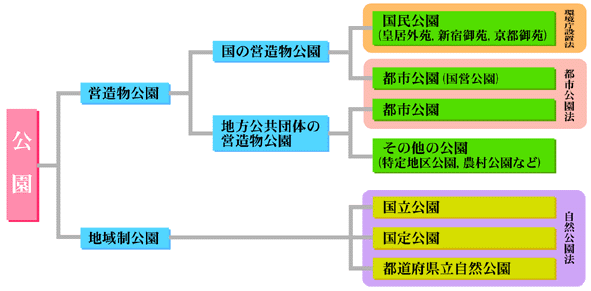 公園
営造物公園
国の営造物公園
国民公園
(皇居外苑, 新宿御苑, 京都御苑)
環境庁設置法
都市公園(国営公園)
都市公園法
地方公共団体の
営造物公園
都市公園
その他の公園
(特定地区公園, 農村公園など)
地域制公園
国立公園
国定公園
都道府県立自然公園
自然公園法